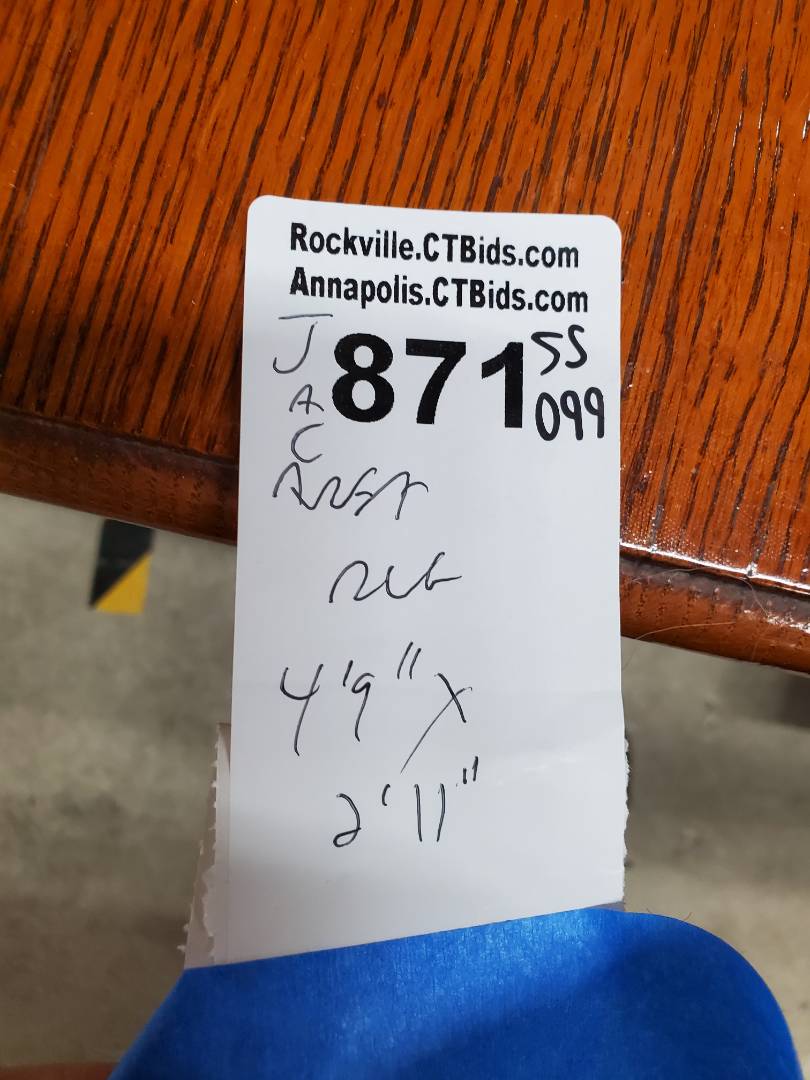 Rockville.CTBids.com
Annapolis.CTBids.com
J 871 SS
A 099
C
4'9" X
2'11"